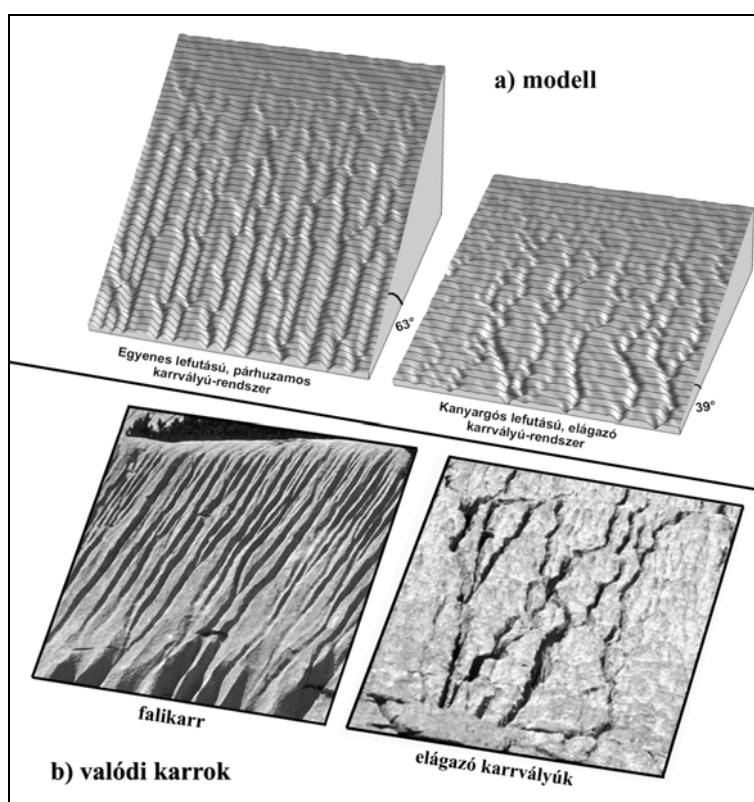 a) modell
63°
Egyenes lefutású, párhuzamos
karrvályú-rendszer
39°
Kanyargós lefutású, elágazó
karrvályú-rendszer
falikarr
elágazó karrvályúk
b) valódi karrok